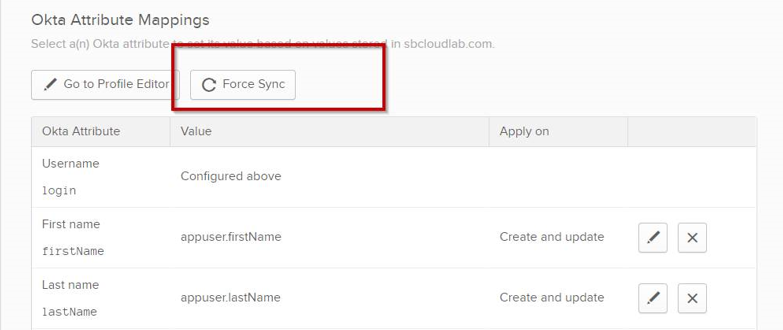 Okta Attribute Mappings
Select a(n) Okta attribute to set its value based on values stored in sbcloudlab.com.
Go to Profile Editor Force Sync
Okta Attribute Value Apply on
Username
login
Configured above
First name
firstName
appuser.firstName Create and update
Last name
lastName
appuser.lastName Create and update